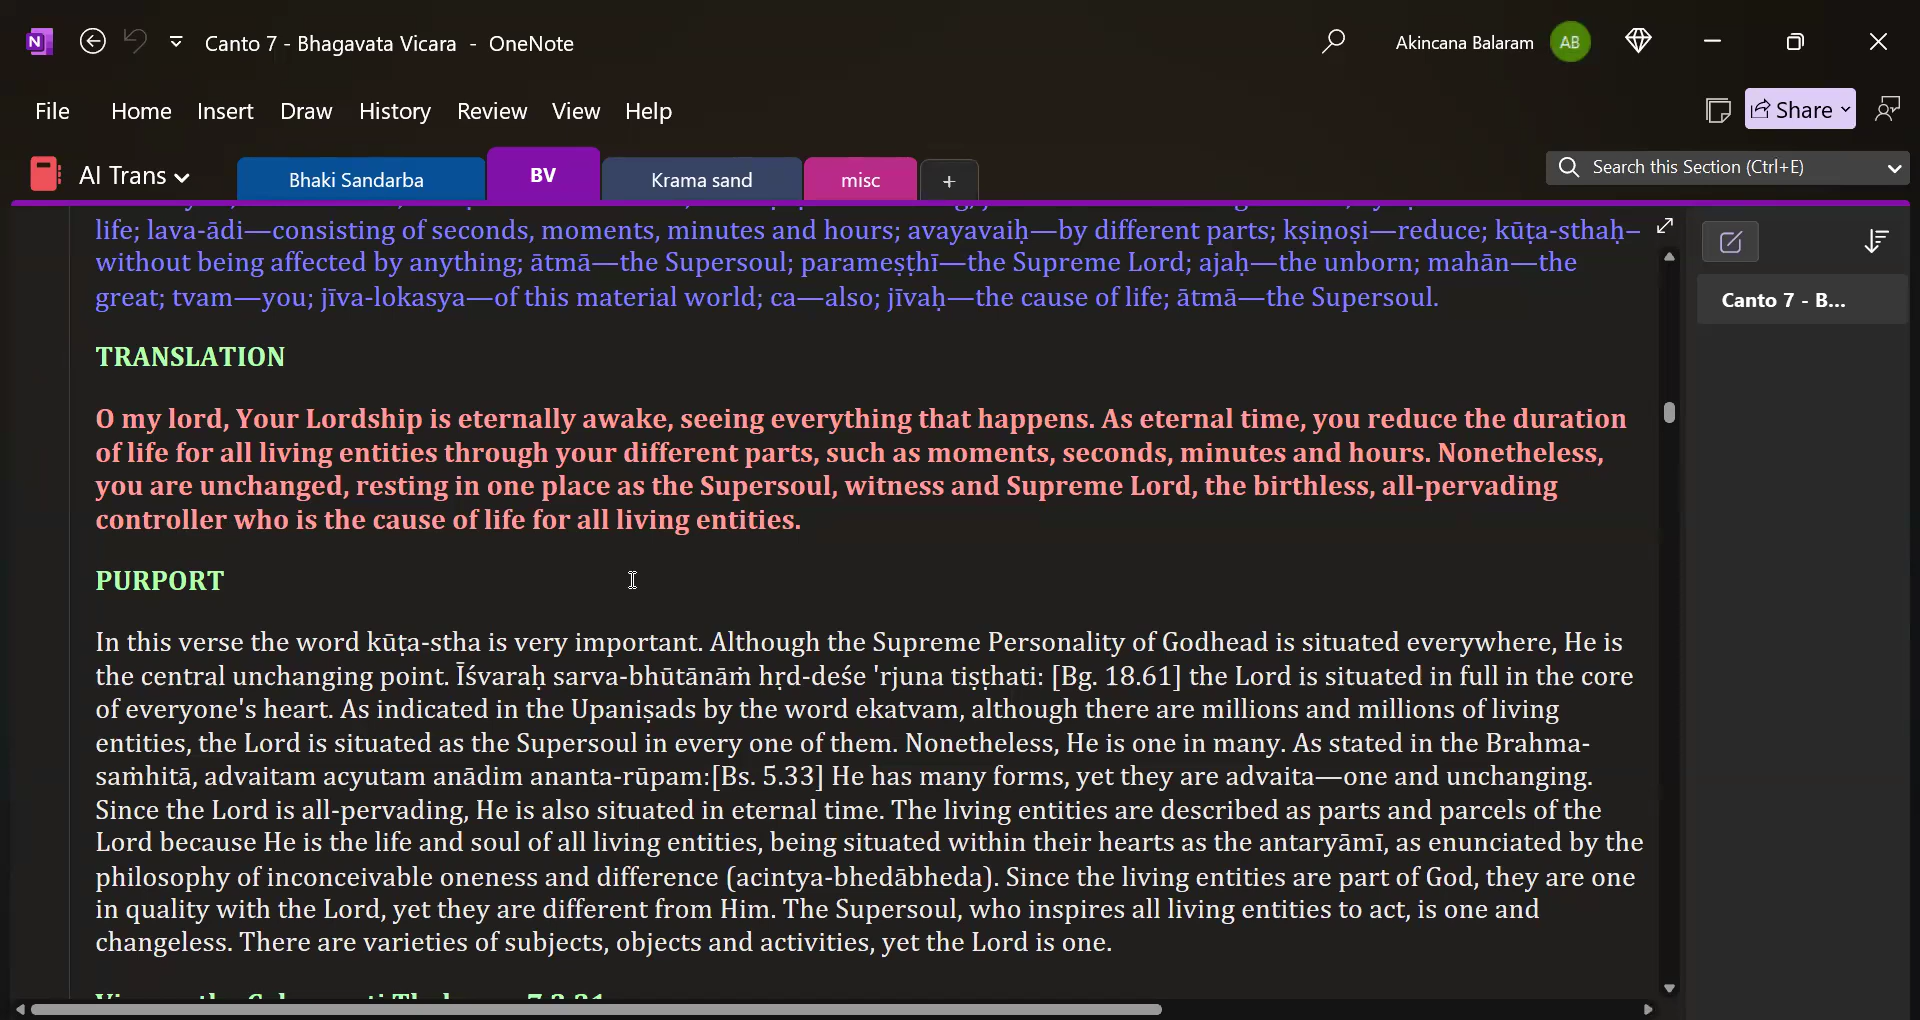 Canto 7 - Bhagavata Vicara - OneNote
Akincana Balaram AB
File Home Insert Draw History Review View Help
Share
AI Trans
Bhaki Sandarba
BV
Krama sand
misc
+
Search this Section (Ctrl+E)
Canto 7 - B...
life; lava-ādi—consisting of seconds, moments, minutes and hours; avayavaiḥ—by different parts; kṣiṇoṣi—reduce; kūṭa-sthaḥ–
without being affected by anything; ātmā—the Supersoul; parameṣṭhī—the Supreme Lord; ajaḥ—the unborn; mahān—the
great; tvam—you; jīva-lokasya—of this material world; ca—also; jīvaḥ—the cause of life; ātmā—the Supersoul.
TRANSLATION
O my lord, Your Lordship is eternally awake, seeing everything that happens. As eternal time, you reduce the duration
of life for all living entities through your different parts, such as moments, seconds, minutes and hours. Nonetheless,
you are unchanged, resting in one place as the Supersoul, witness and Supreme Lord, the birthless, all-pervading
controller who is the cause of life for all living entities.
PURPORT
In this verse the word kūṭa-stha is very important. Although the Supreme Personality of Godhead is situated everywhere, He is
the central unchanging point. Īśvaraḥ sarva-bhūtānāṁ hṛd-deśe 'rjuna tiṣṭhati: [Bg. 18.61] the Lord is situated in full in the core
of everyone's heart. As indicated in the Upaniṣads by the word ekatvam, although there are millions and millions of living
entities, the Lord is situated as the Supersoul in every one of them. Nonetheless, He is one in many. As stated in the Brahma-
saṁhitā, advaitam acyutam anādim ananta-rūpam:[Bs. 5.33] He has many forms, yet they are advaita—one and unchanging.
Since the Lord is all-pervading, He is also situated in eternal time. The living entities are described as parts and parcels of the
Lord because He is the life and soul of all living entities, being situated within their hearts as the antaryāmī, as enunciated by the
philosophy of inconceivable oneness and difference (acintya-bhedābheda). Since the living entities are part of God, they are one
in quality with the Lord, yet they are different from Him. The Supersoul, who inspires all living entities to act, is one and
changeless. There are varieties of subjects, objects and activities, yet the Lord is one.